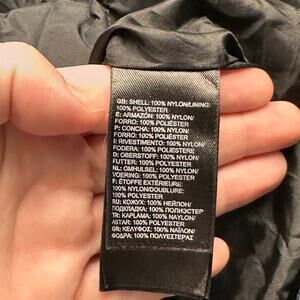 GB: SHELL: 100% NYLON/LINING:
100% POLYESTER
E: ARMAZÓN: 100% NYLON/
FORRO: 100% POLIÉSTER
P: CONCHA: 100% NYLON/
FORRO: 100% POLIÉSTER
I: RIVESTIMENTO: 100% NYLON/
FODERA: 100% POLIESTERE
D: OBERSTOFF: 100% NYLON/
FUTTER: 100% POLYESTER
NL: OMHULSEL: 100% NYLON/
VOERING: 100% POLYESTER
F: ÉTOFFE EXTÉRIEURE:
100% NYLON/DOUBLURE:
100% POLYESTER
RU: КОЖУХ: 100% НЕЙЛОН/
ПОДКЛАДКА: 100% ПОЛИЭСТЕР
TR: KAPLAMA: 100% NAYLON/
ASTAR: 100% POLYESTER
GR: ΚΕΛΥΦΟΣ: 100% ΝΑΪΛΟΝ/
ΦΟΔΡΑ: 100% ΠΟΛΥΕΣΤΕΡΑΣ